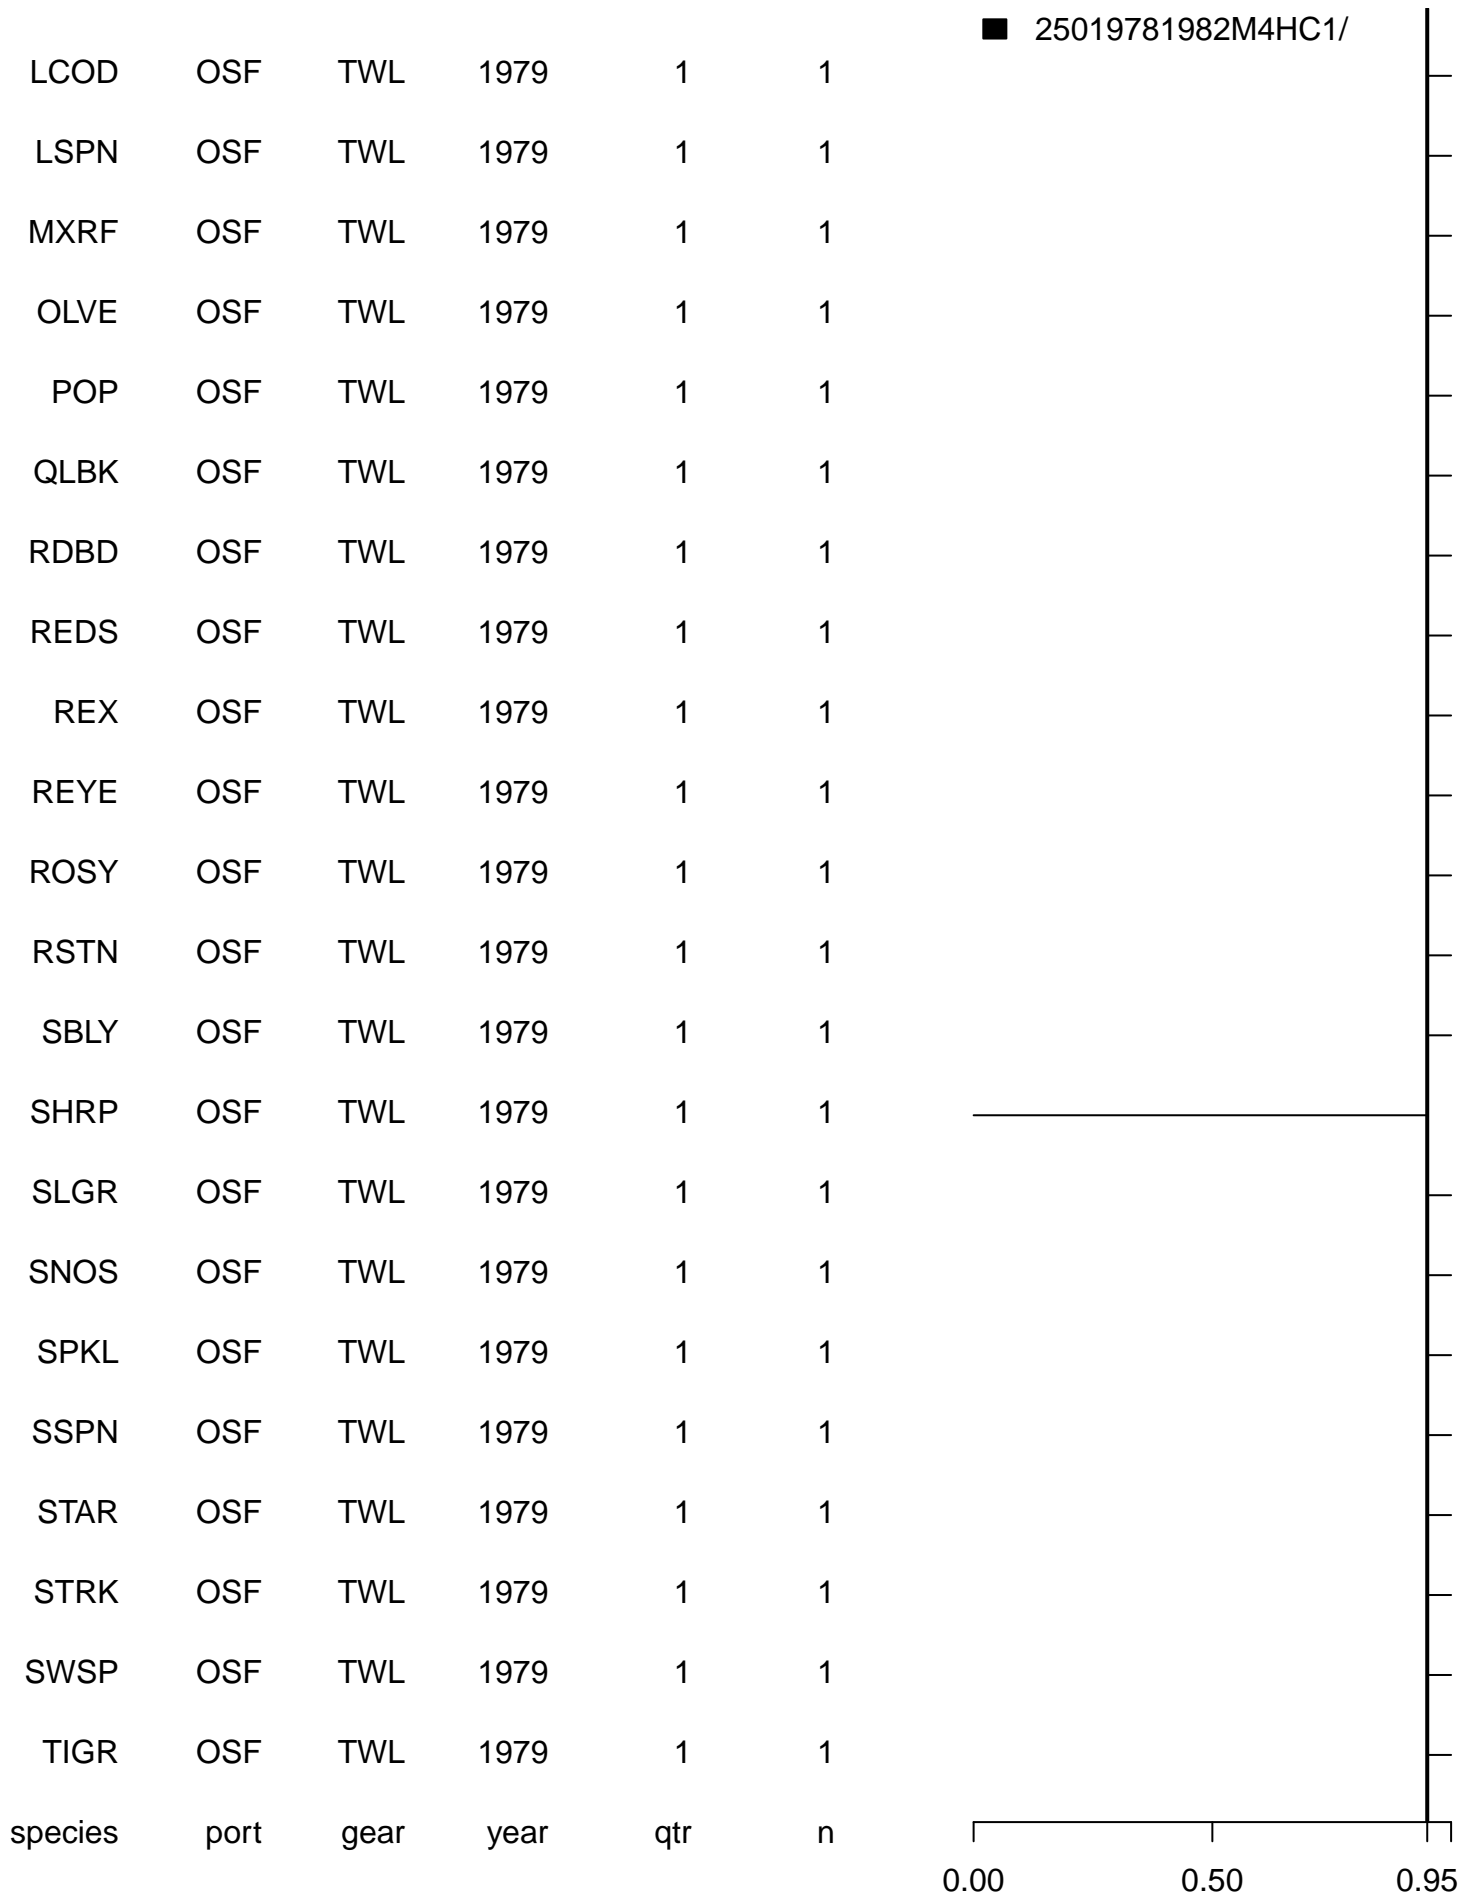 25019781982M4HC1/
LCOD OSF TWL 1979 1 1
LSPN OSF TWL 1979 1 1
MXRF OSF TWL 1979 1 1
OLVE OSF TWL 1979 1 1
POP OSF TWL 1979 1 1
QLBK OSF TWL 1979 1 1
RDBD OSF TWL 1979 1 1
REDS OSF TWL 1979 1 1
REX OSF TWL 1979 1 1
REYE OSF TWL 1979 1 1
ROSY OSF TWL 1979 1 1
RSTN OSF TWL 1979 1 1
SBLY OSF TWL 1979 1 1
SHRP OSF TWL 1979 1 1
SLGR OSF TWL 1979 1 1
SNOS OSF TWL 1979 1 1
SPKL OSF TWL 1979 1 1
SSPN OSF TWL 1979 1 1
STAR OSF TWL 1979 1 1
STRK OSF TWL 1979 1 1
SWSP OSF TWL 1979 1 1
TIGR OSF TWL 1979 1 1
species port gear year qtr n
0.00 0.50 0.95